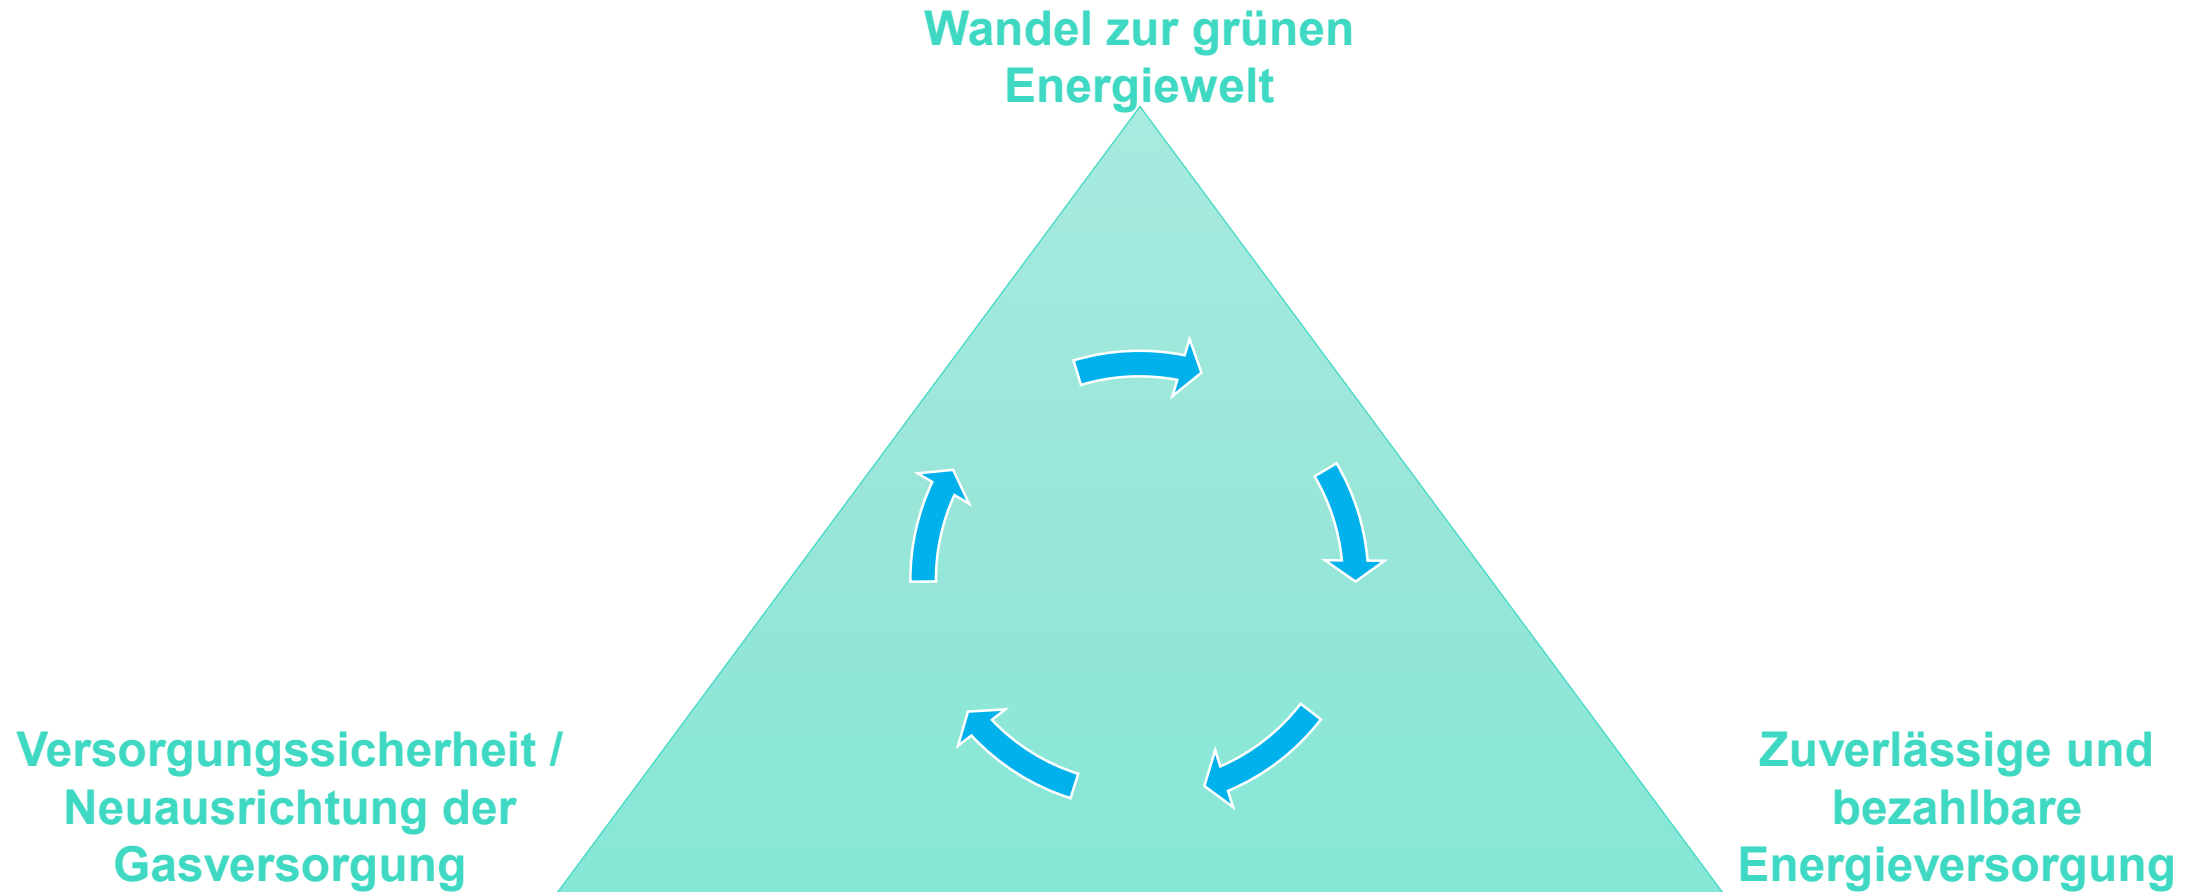 Wandel zur grünen
Energiewelt
Versorgungssicherheit /
Neuausrichtung der
Gasversorgung
Zuverlässige und
bezahlbare
Energieversorgung